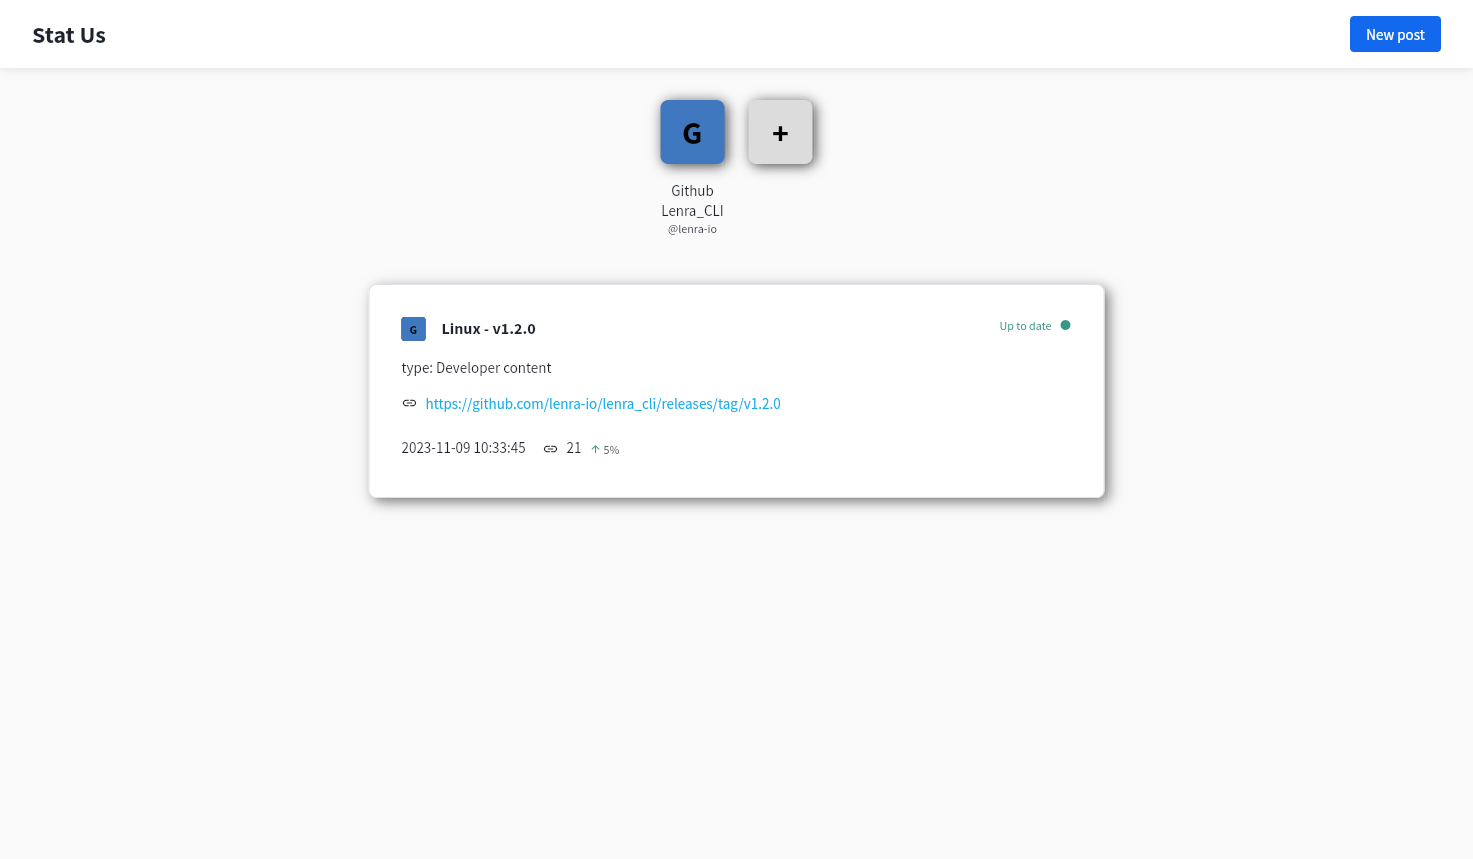 Stat Us
New post
G
+
Github
Lenra_CLI
@lenra-io
G
Linux - v1.2.0
Up to date
type: Developer content
https://github.com/lenra-io/lenra_cli/releases/tag/v1.2.0
2023-11-09 10:33:45 21 ↑ 5%